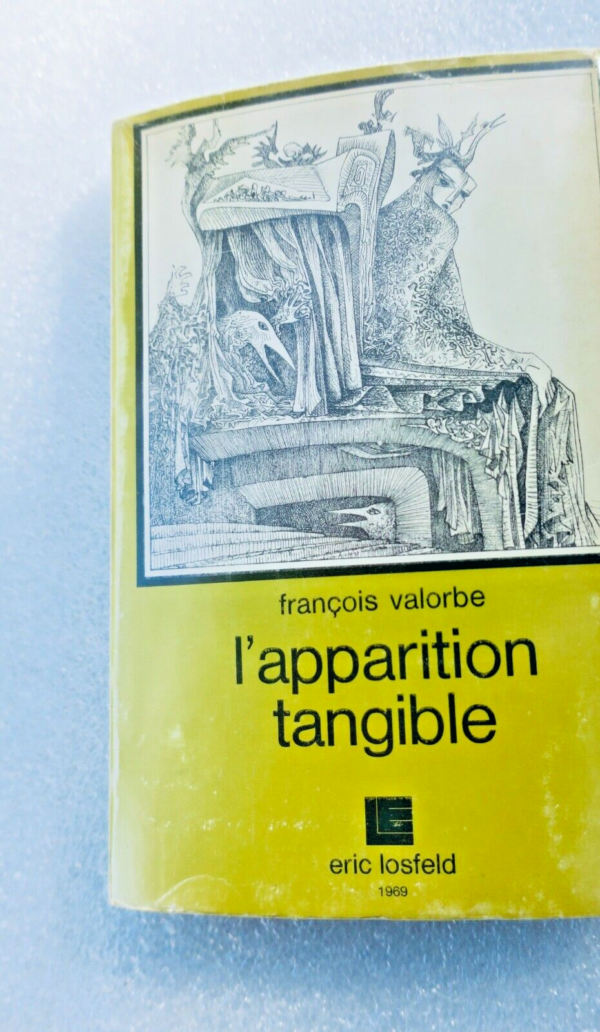 françois valorbe
l'apparition
tangible
eric losfeld
1969